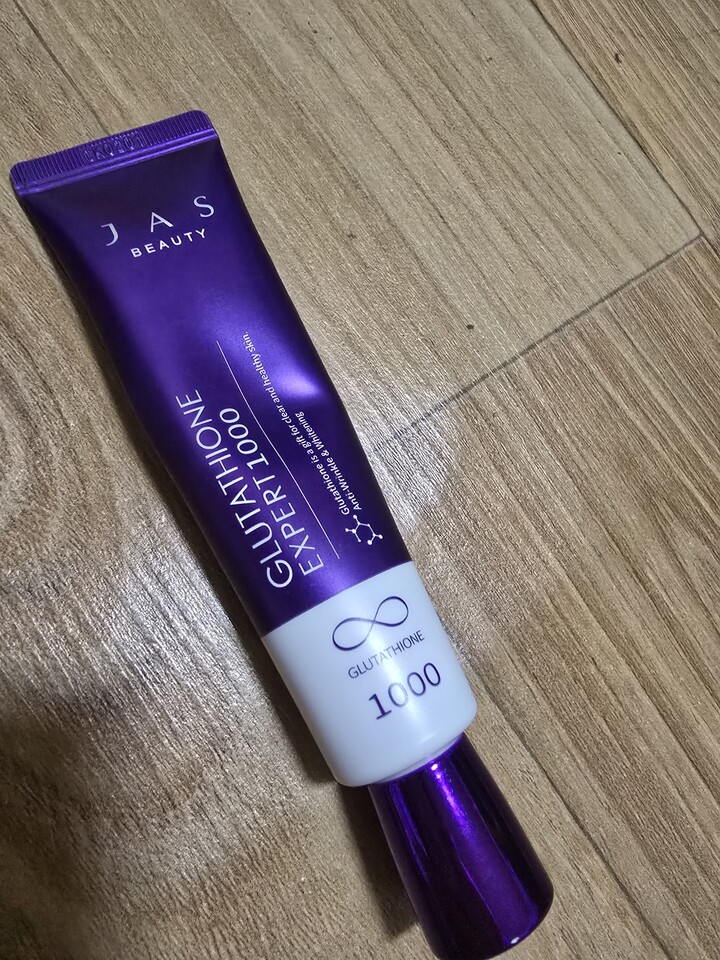 JAS
BEAUTY
GLUTATHIONE
EXPERT 1000
Glutathione is a gift for clear and healthy skin.
Anti-Wrinkle & Whitening
GLUTATHIONE
1000